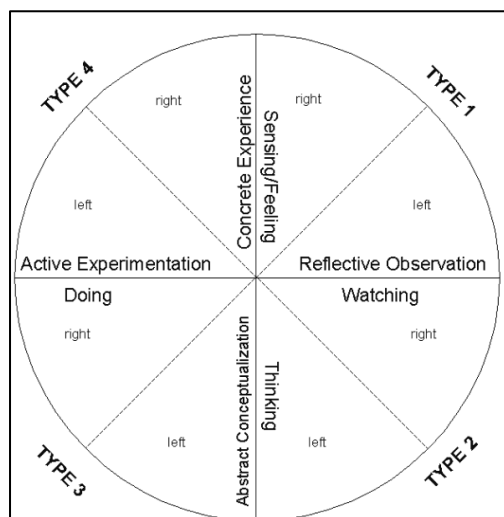 TYPE 4
TYPE 1
right
right
Concrete Experience
Sensing/Feeling
left
left
Active Experimentation
Reflective Observation
Doing
Watching
right
right
Abstract Conceptualization
Thinking
left
left
TYPE 3
TYPE 2